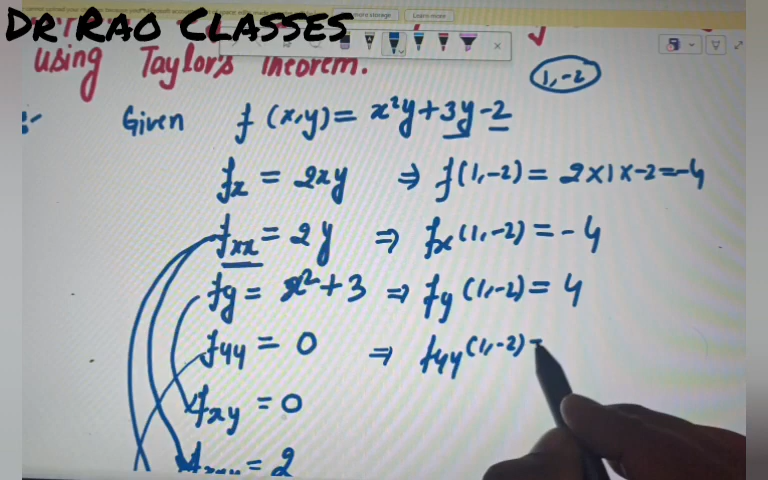 Dr Rao Classes
using Taylor's Theorem.
1,-2
Given f(x,y) = x²y+3y-2
fx = 2xy ⇒ f(1,-2) = 2×1×-2=-4
fxx = 2y ⇒ fx(1,-2) = -4
fy = x²+3 ⇒ fy(1,-2) = 4
fyy = 0 ⇒ fyy(1,-2) =
fxy = 0
= 2